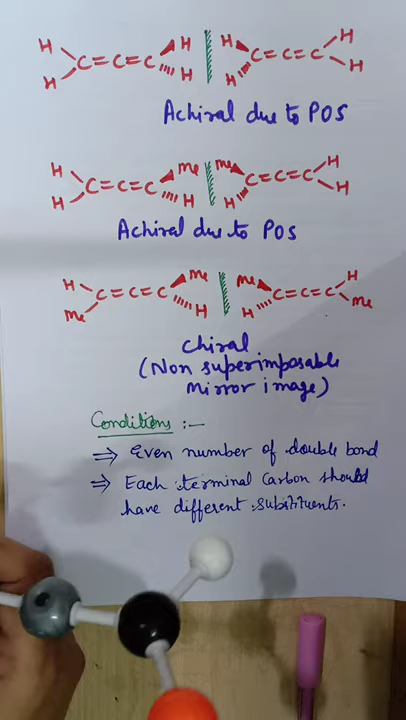 H H H H
C=C=C C=C=C
H H H H
Achiral due to POS
H Me Me H
C=C=C C=C=C
H H H H
Achiral due to POS
H Me Me H
C=C=C C=C=C
Me H H Me
Chiral
(Non superimposable
mirror image)
Conditions :-
⇒ Even number of double bond
⇒ Each terminal Carbon should
have different substituents.